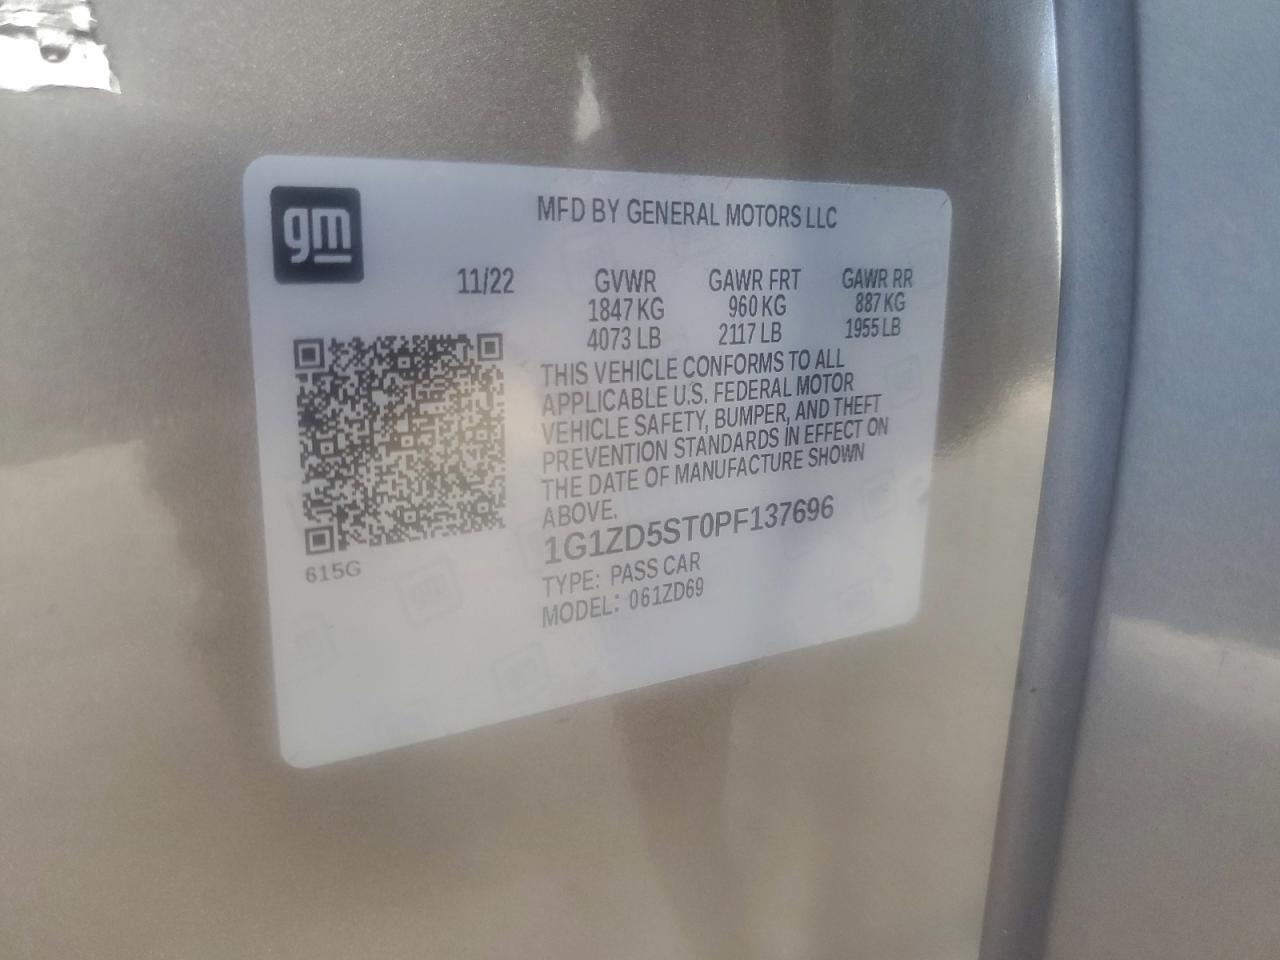 gm
MFD BY GENERAL MOTORS LLC
11/22 GVWR GAWR FRT GAWR RR
1847 KG 960 KG 887 KG
4073 LB 2117 LB 1955 LB
THIS VEHICLE CONFORMS TO ALL
APPLICABLE U.S. FEDERAL MOTOR
VEHICLE SAFETY, BUMPER, AND THEFT
PREVENTION STANDARDS IN EFFECT ON
THE DATE OF MANUFACTURE SHOWN
ABOVE.
1G1ZD5ST0PF137696
TYPE: PASS CAR
MODEL: 061ZD69
615G